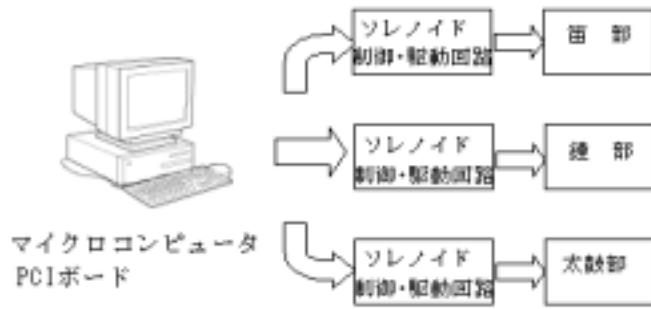 ソレノイド
制御・駆動回路
笛 部
ソレノイド
制御・駆動回路
鐘 部
マイクロコンピュータ
PCIボード
ソレノイド
制御・駆動回路
太鼓部